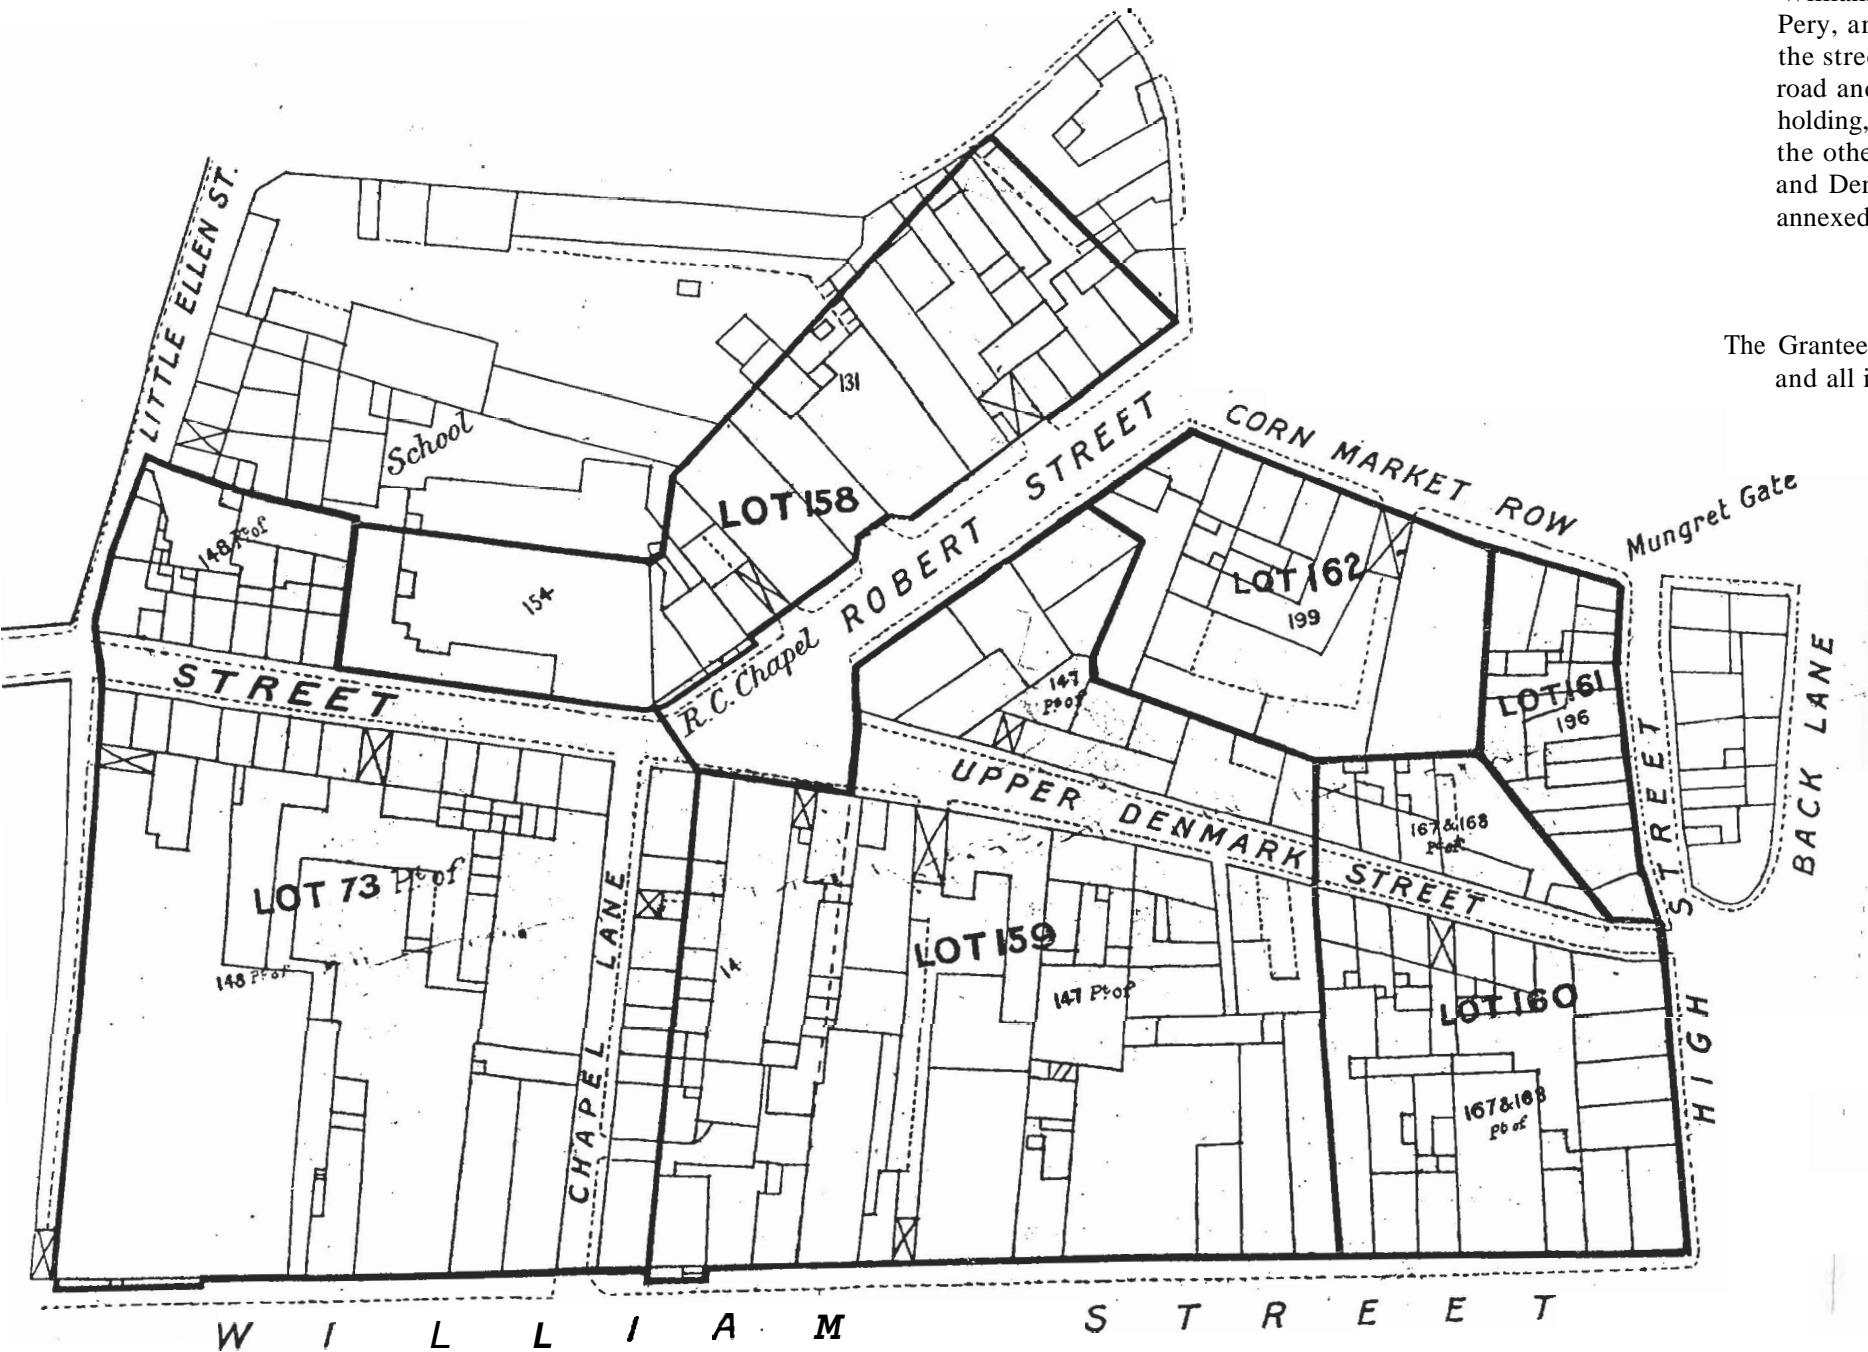 Pery, an
the stree
road and
holding,
the othe
and Den
annexed
The Grantee
and all i
LITTLE ELLEN ST.
School
131
LOT 158
148 Pt of
154
STREET
R.C. Chapel
ROBERT STREET
CORN MARKET ROW
Mungret Gate
LOT 162
199
147
Pt of
LOT 161
196
BACK LANE
UPPER DENMARK STREET
167 & 168
Pt of
LOT 73 Pt of
148 Pt of
CHAPEL LANE
14
LOT 159
147 Pt of
LOT 160
167 & 168
Pt of
HIGH STREET
WILLIAM STREET